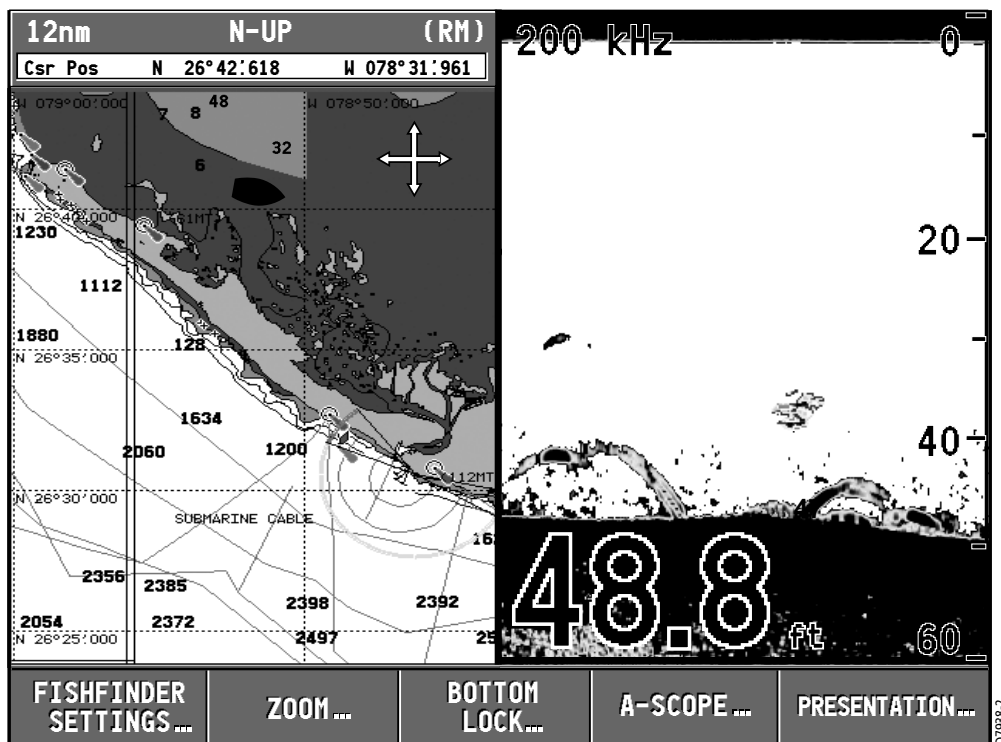 12nm N-UP (RM)
Csr Pos N 26°42'.618 W 078°31'.961
W 079°00'.000 W 078°50'.000
48
7 8
32
6
N 26°40'.000 61MT
1230
1112
1880
128
N 26°35'.000
1634
2060 1200
112MT
N 26°30'.000
SUBMARINE CABLE
16
2356
2385
2398 2392
2054 2372
N 26°25'.000 2497 25
200 kHz 0
20
40
48.8 ft 60
FISHFINDER SETTINGS...
ZOOM...
BOTTOM LOCK...
A-SCOPE...
PRESENTATION...